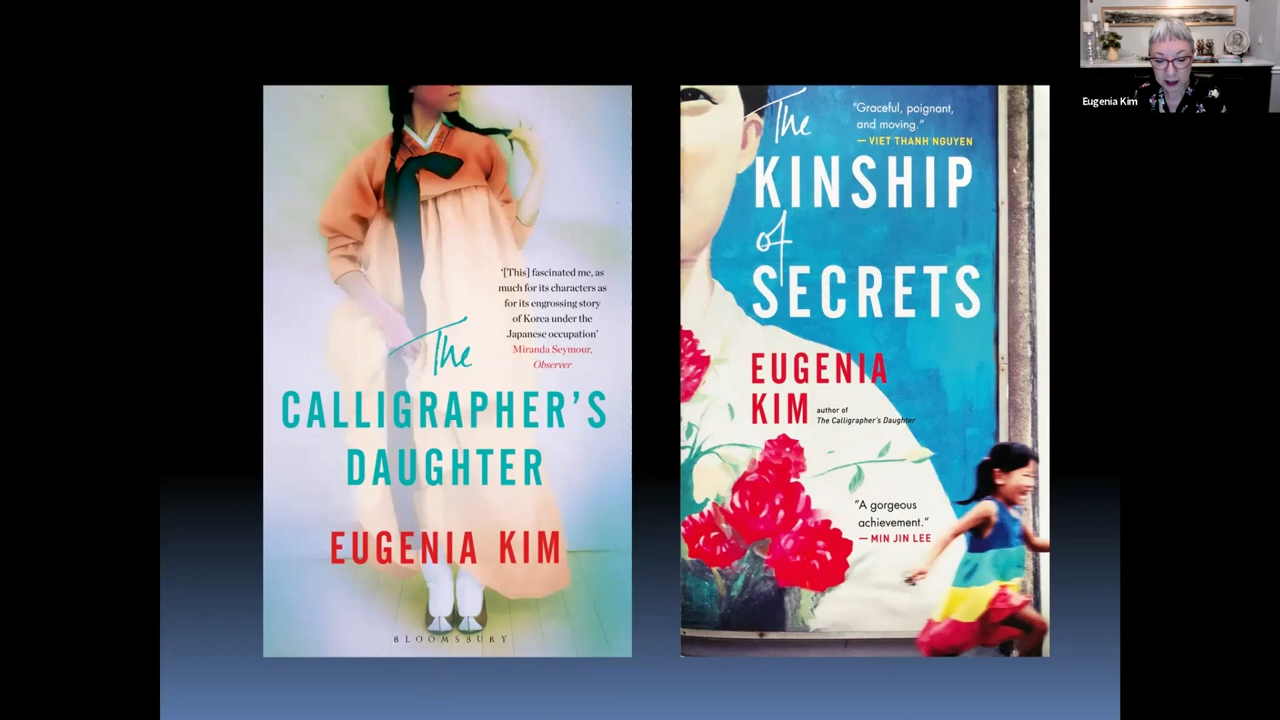 '[This] fascinated me, as
much for its characters as
for its engrossing story
of Korea under the
Japanese occupation'
Miranda Seymour,
Observer
The
CALLIGRAPHER'S
DAUGHTER
EUGENIA KIM
BLOOMSBURY
"Graceful, poignant,
and moving."
— VIET THANH NGUYEN
The
KINSHIP
of
SECRETS
EUGENIA
KIM
author of
The Calligrapher's Daughter
"A gorgeous
achievement."
— MIN JIN LEE
Eugenia Kim